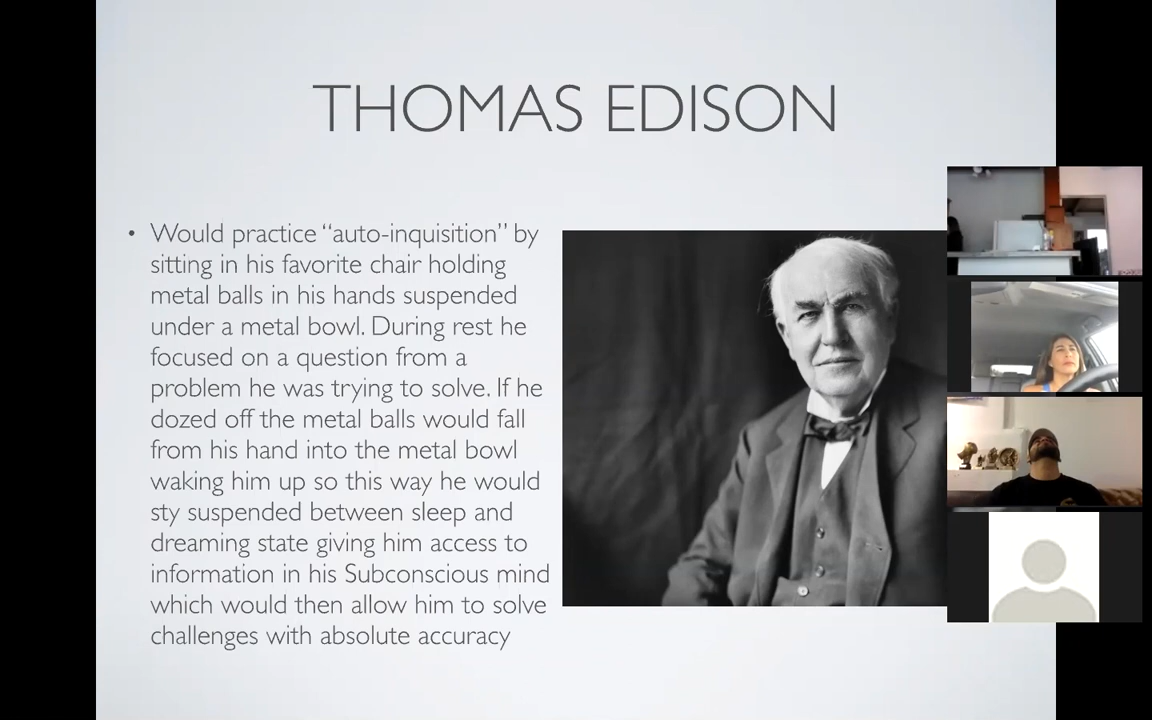 THOMAS EDISON
• Would practice “auto-inquisition” by
sitting in his favorite chair holding
metal balls in his hands suspended
under a metal bowl. During rest he
focused on a question from a
problem he was trying to solve. If he
dozed off the metal balls would fall
from his hand into the metal bowl
waking him up so this way he would
sty suspended between sleep and
dreaming state giving him access to
information in his Subconscious mind
which would then allow him to solve
challenges with absolute accuracy